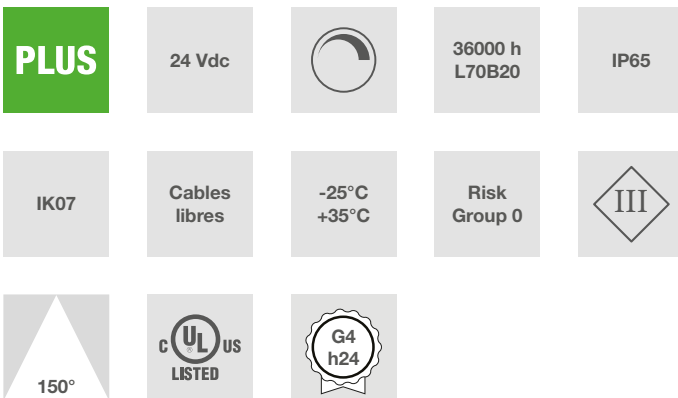 PLUS
24 Vdc
36000 h
L70B20
IP65
IK07
Cables
libres
-25°C
+35°C
Risk
Group 0
III
150°
C UL® US
LISTED
G4
h24